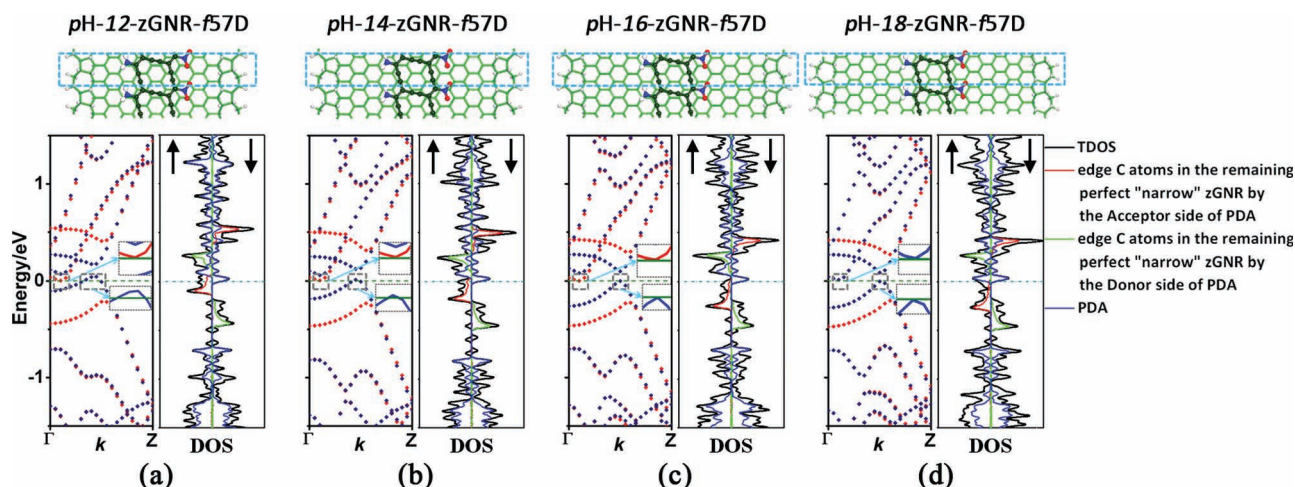 pH-12-zGNR-f57D
pH-14-zGNR-f57D
pH-16-zGNR-f57D
pH-18-zGNR-f57D
Energy/eV
1
0
-1
Γ k Z DOS
Γ k Z DOS
Γ k Z DOS
Γ k Z DOS
TDOS
edge C atoms in the remaining
perfect "narrow" zGNR by
the Acceptor side of PDA
edge C atoms in the remaining
perfect "narrow" zGNR by
the Donor side of PDA
PDA
(a)
(b)
(c)
(d)